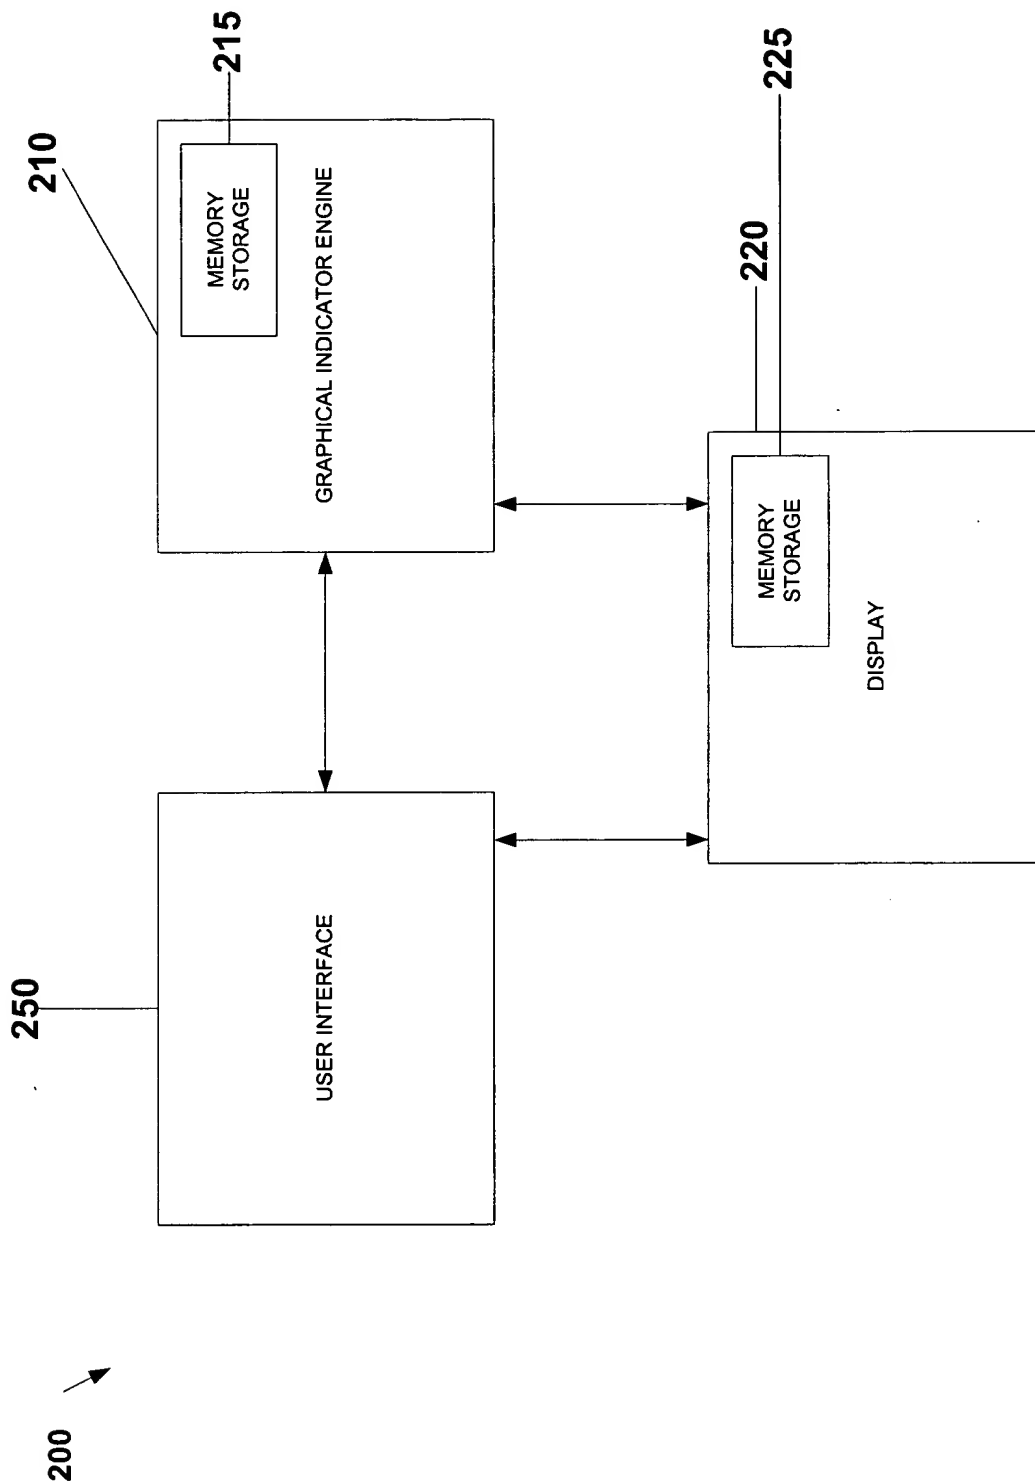 200
250
USER INTERFACE
210
215
MEMORY
STORAGE
GRAPHICAL INDICATOR ENGINE
220
225
MEMORY
STORAGE
DISPLAY